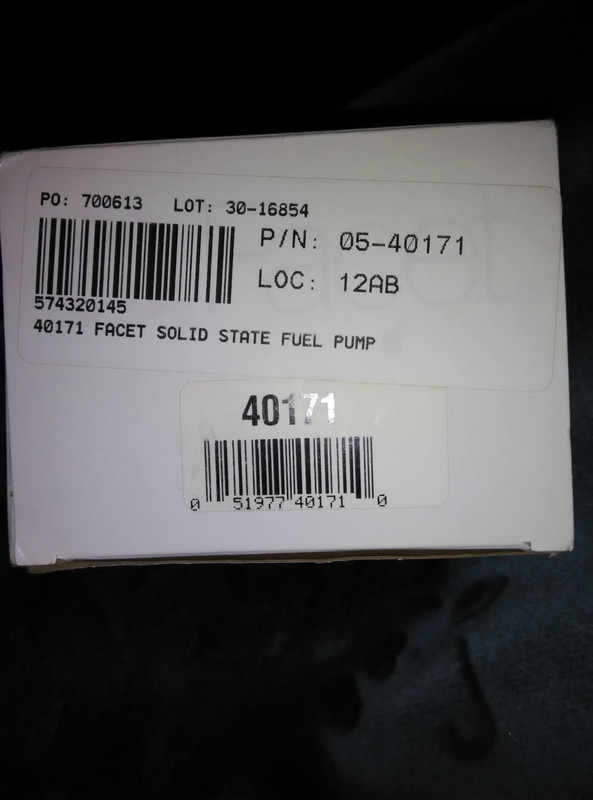 PO: 700613 LOT: 30-16854
P/N: 05-40171
LOC: 12AB
574320145
40171 FACET SOLID STATE FUEL PUMP
40171
0 51977 40171 0